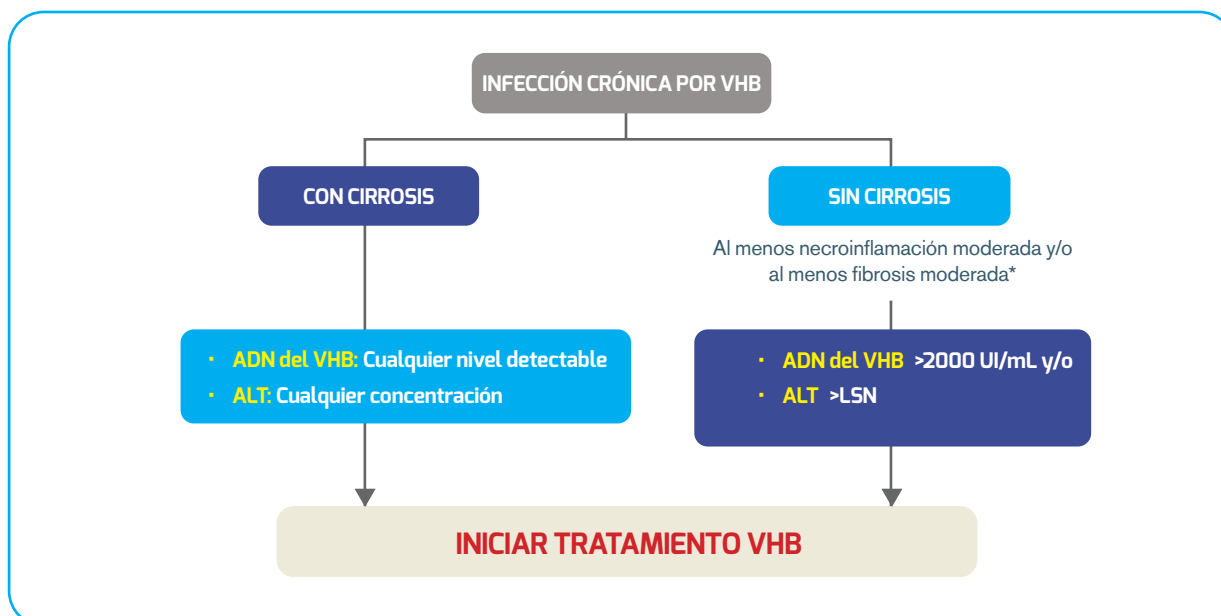 INFECCIÓN CRÓNICA POR VHB
CON CIRROSIS
SIN CIRROSIS
Al menos necroinflamación moderada y/o
al menos fibrosis moderada*
· ADN del VHB: Cualquier nivel detectable
· ALT: Cualquier concentración
· ADN del VHB >2000 UI/mL y/o
· ALT >LSN
INICIAR TRATAMIENTO VHB